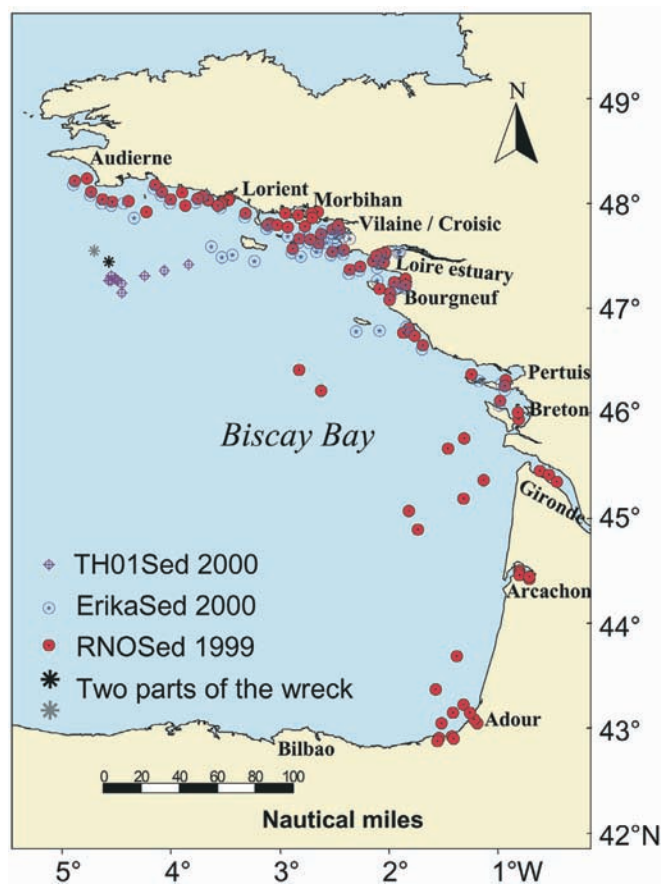 N
49°
Audierne
48°
Lorient
Morbihan
Vilaine / Croisic
Loire estuary
47°
Bourgneuf
Pertuis
46°
Breton
Biscay Bay
Gironde
45°
TH01Sed 2000
ErikaSed 2000
Arcachon
44°
RNOSed 1999
Two parts of the wreck
Adour
43°
Bilbao
0 20 40 60 80 100
Nautical miles
42°N
5° 4° 3° 2° 1°W